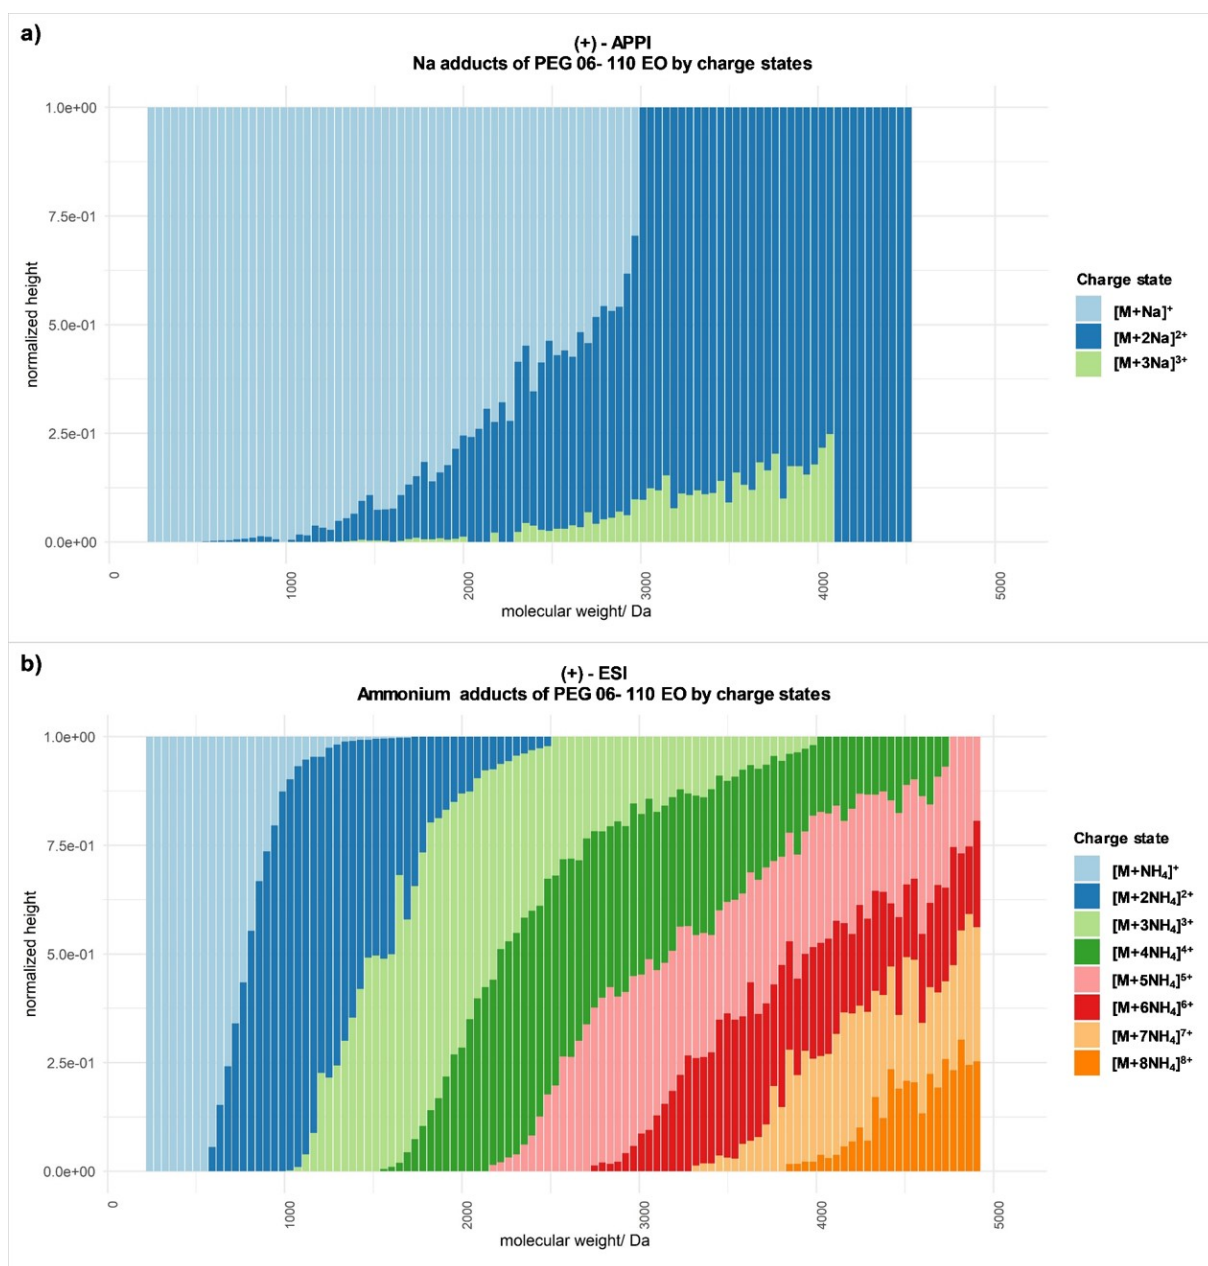 a)
(+) - APPI
Na adducts of PEG 06- 110 EO by charge states
1.0e+00
7.5e-01
5.0e-01
2.5e-01
0.0e+00
normalized height
0
1000
2000
3000
4000
5000
molecular weight/ Da
Charge state
[M+Na]⁺
[M+2Na]²⁺
[M+3Na]³⁺
b)
(+) - ESI
Ammonium adducts of PEG 06- 110 EO by charge states
1.0e+00
7.5e-01
5.0e-01
2.5e-01
0.0e+00
normalized height
0
1000
2000
3000
4000
5000
molecular weight/ Da
Charge state
[M+NH₄]⁺
[M+2NH₄]²⁺
[M+3NH₄]³⁺
[M+4NH₄]⁴⁺
[M+5NH₄]⁵⁺
[M+6NH₄]⁶⁺
[M+7NH₄]⁷⁺
[M+8NH₄]⁸⁺